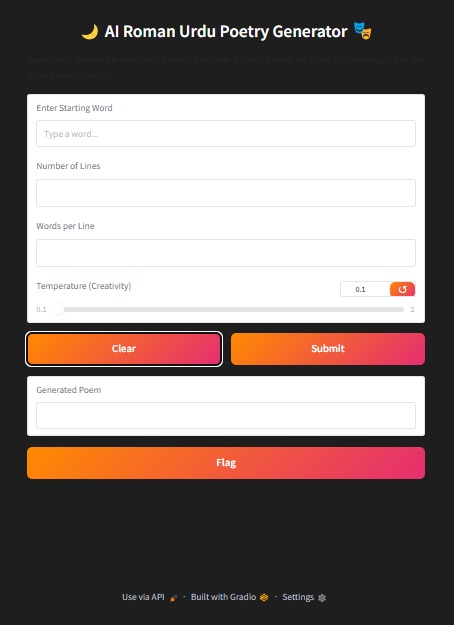 🌙 AI Roman Urdu Poetry Generator 🎭
Enter Starting Word
Type a word...
Number of Lines
Words per Line
Temperature (Creativity)
0.1
↺
0.1
2
Clear
Submit
Generated Poem
Flag
Use via API 🚀 · Built with Gradio · Settings ⚙️